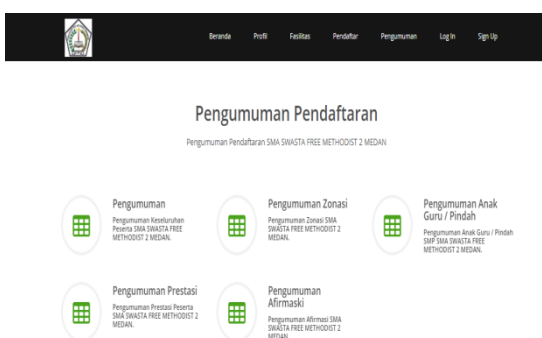 Beranda Profil Fasilitas Pendaftar Pengumuman Log In Sign Up
Pengumuman Pendaftaran
Pengumuman Pendaftaran SMA SWASTA FREE METHODIST 2 MEDAN
Pengumuman
Pengumuman Keseluruhan
Peserta SMA SWASTA FREE
METHODIST 2 MEDAN.
Pengumuman Zonasi
Pengumuman Zonasi SMA
SWASTA FREE METHODIST 2
MEDAN.
Pengumuman Anak
Guru / Pindah
Pengumuman Anak Guru / Pindah
SMP SMA SWASTA FREE
METHODIST 2 MEDAN.
Pengumuman Prestasi
Pengumuman Prestasi Peserta
SMA SWASTA FREE METHODIST 2
MEDAN.
Pengumuman
Afirmaski
Pengumuman Afirmasi SMA
SWASTA FREE METHODIST 2
MEDAN